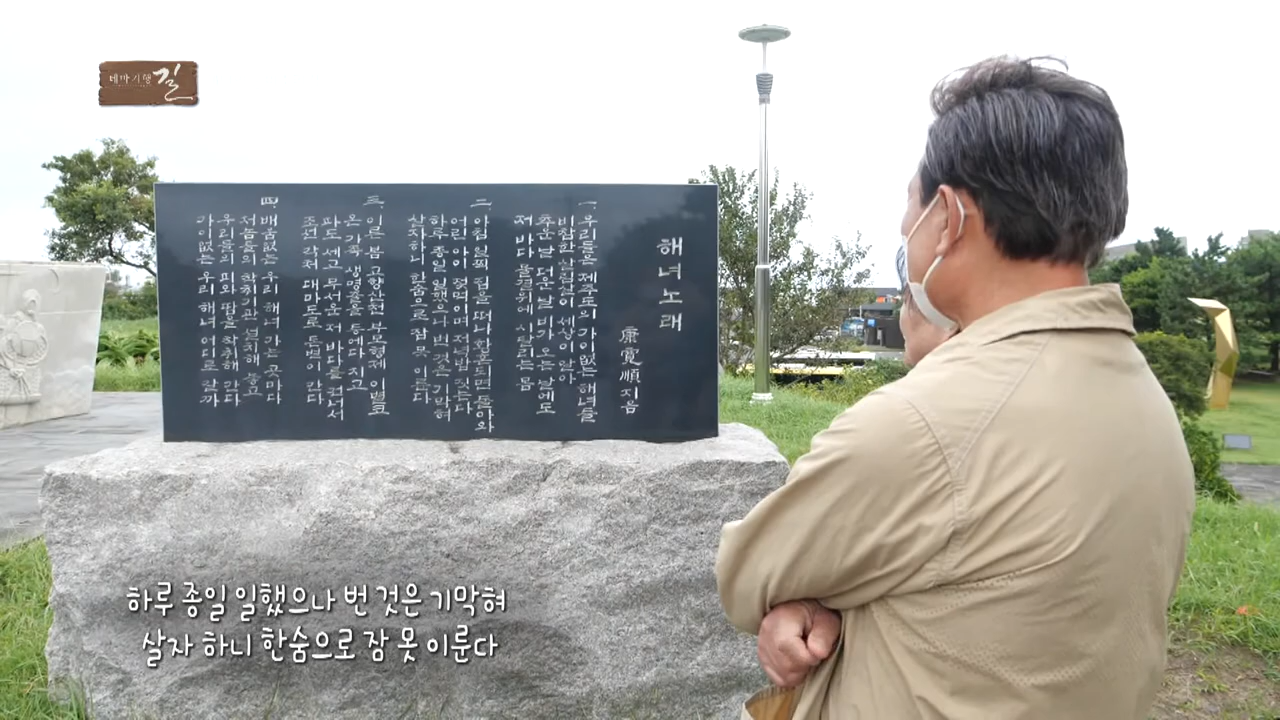 테마기행 길
해녀노래
康寬順 지음
一. 우리들은 제주도의 가이없는 해녀들
비참한 살림살이 세상이 알아
추운 날 더운 날 비가 오는 날에도
저 바다 물결위에 시달리는 몸
二. 아침 일찍 집을 떠나 황혼되면 돌아와
어린 아이 젖먹이며 저녁밥 짓는다
하루 종일 일했으나 번 것은 기막혀
살자하니 한숨으로 잠 못 이룬다
三. 이른 봄 고향산천 부모형제 이별코
온 가족 생명줄을 등에다 지고
파도 세고 무서운 저 바다를 건너서
조선 각처 대마도로 돈벌이 간다
四. 배움없는 우리 해녀 가는 곳마다
저놈들의 착취기관 설치해 놓고
우리들의 피와 땀을 착취해 간다
가이없는 우리 해녀 어디로 갈까
하루 종일 일했으나 번 것은 기막혀
살자 하니 한숨으로 잠 못 이룬다